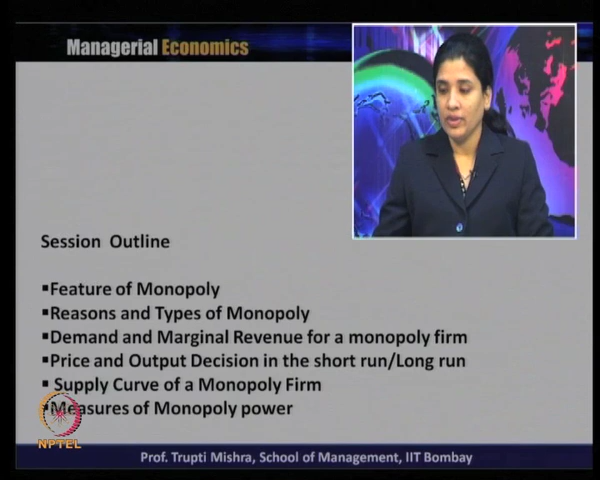 Managerial Economics
Session Outline
▪Feature of Monopoly
▪Reasons and Types of Monopoly
▪Demand and Marginal Revenue for a monopoly firm
▪Price and Output Decision in the short run/Long run
▪ Supply Curve of a Monopoly Firm
▪Measures of Monopoly power
NPTEL
Prof. Trupti Mishra, School of Management, IIT Bombay